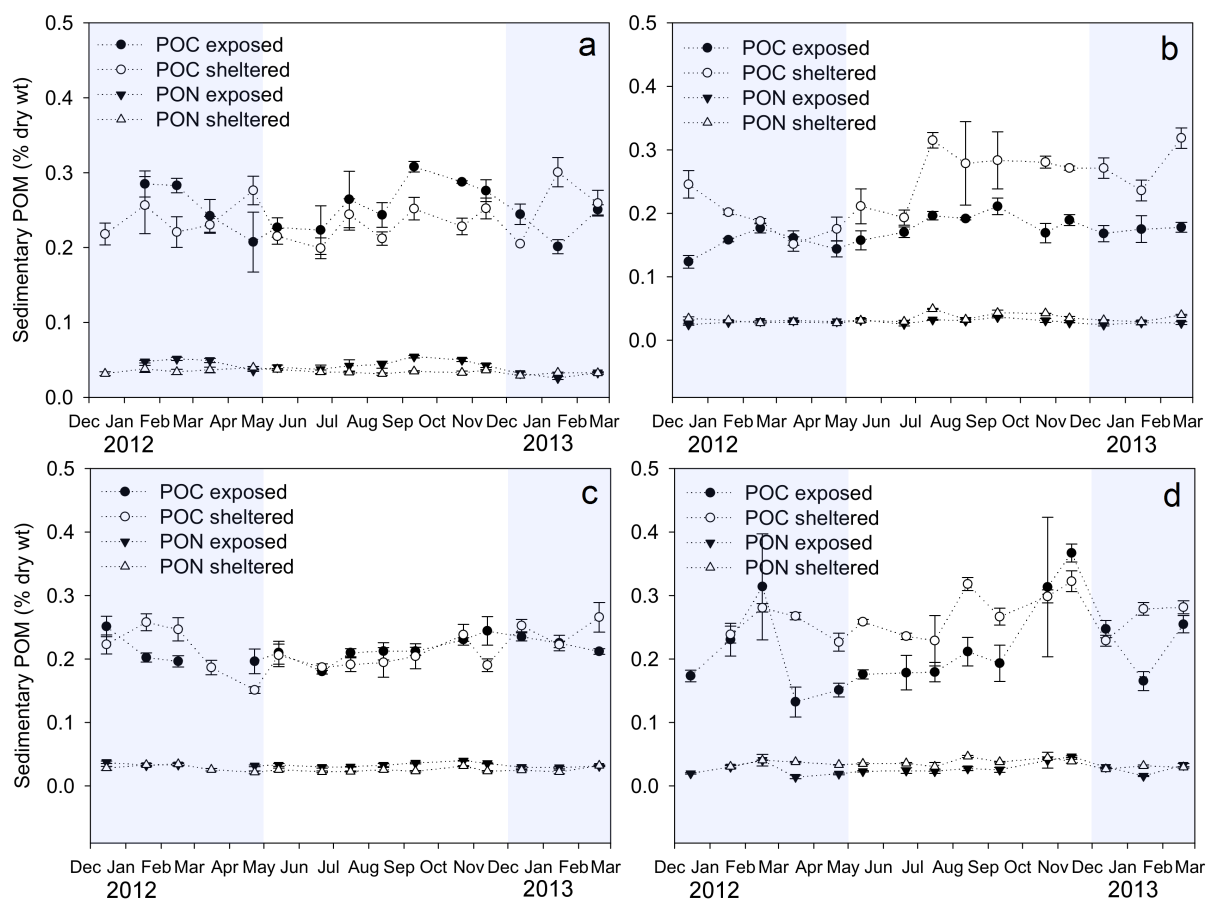 0.5
0.4
0.3
0.2
0.1
0.0
Sedimentary POM (% dry wt)
POC exposed
POC sheltered
PON exposed
PON sheltered
a
Dec Jan Feb Mar Apr May Jun Jul Aug Sep Oct Nov Dec Jan Feb Mar
2012 2013
0.5
0.4
0.3
0.2
0.1
0.0
POC exposed
POC sheltered
PON exposed
PON sheltered
b
Dec Jan Feb Mar Apr May Jun Jul Aug Sep Oct Nov Dec Jan Feb Mar
2012 2013
0.5
0.4
0.3
0.2
0.1
0.0
Sedimentary POM (% dry wt)
POC exposed
POC sheltered
PON exposed
PON sheltered
c
Dec Jan Feb Mar Apr May Jun Jul Aug Sep Oct Nov Dec Jan Feb Mar
2012 2013
0.5
0.4
0.3
0.2
0.1
0.0
POC exposed
POC sheltered
PON exposed
PON sheltered
d
Dec Jan Feb Mar Apr May Jun Jul Aug Sep Oct Nov Dec Jan Feb Mar
2012 2013